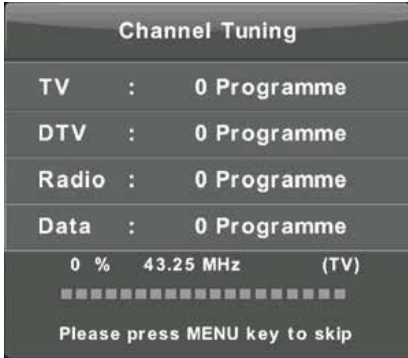 Channel Tuning
TV : 0 Programme
DTV : 0 Programme
Radio : 0 Programme
Data : 0 Programme
0 % 43.25 MHz (TV)
Please press MENU key to skip